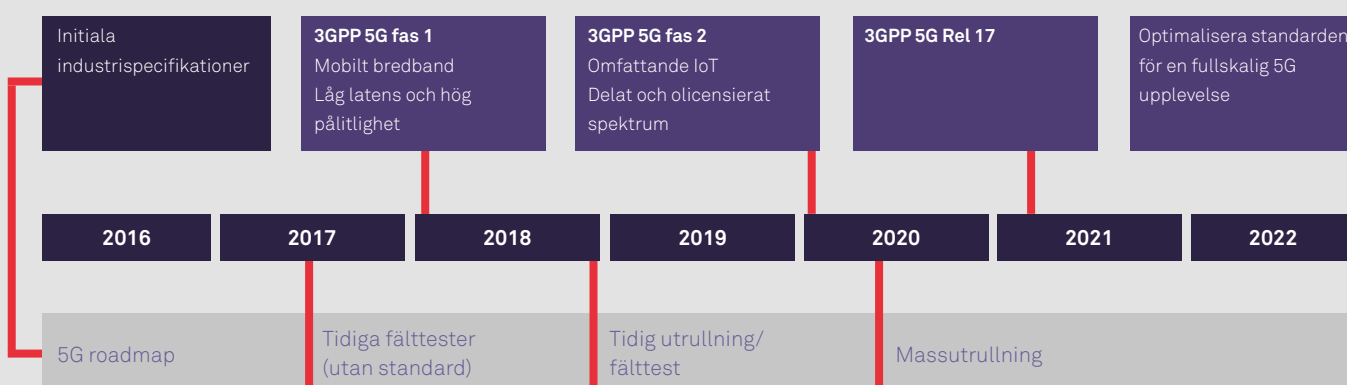 Initiala
industrispecifikationer
3GPP 5G fas 1
Mobilt bredband
Låg latens och hög
pålitlighet
3GPP 5G fas 2
Omfattande IoT
Delat och olicensierat
spektrum
3GPP 5G Rel 17
Optimalisera standarden
för en fullskalig 5G
upplevelse
2016
2017
2018
2019
2020
2021
2022
5G roadmap
Tidiga fälttester
(utan standard)
Tidig utrullning/
fälttest
Massutrullning